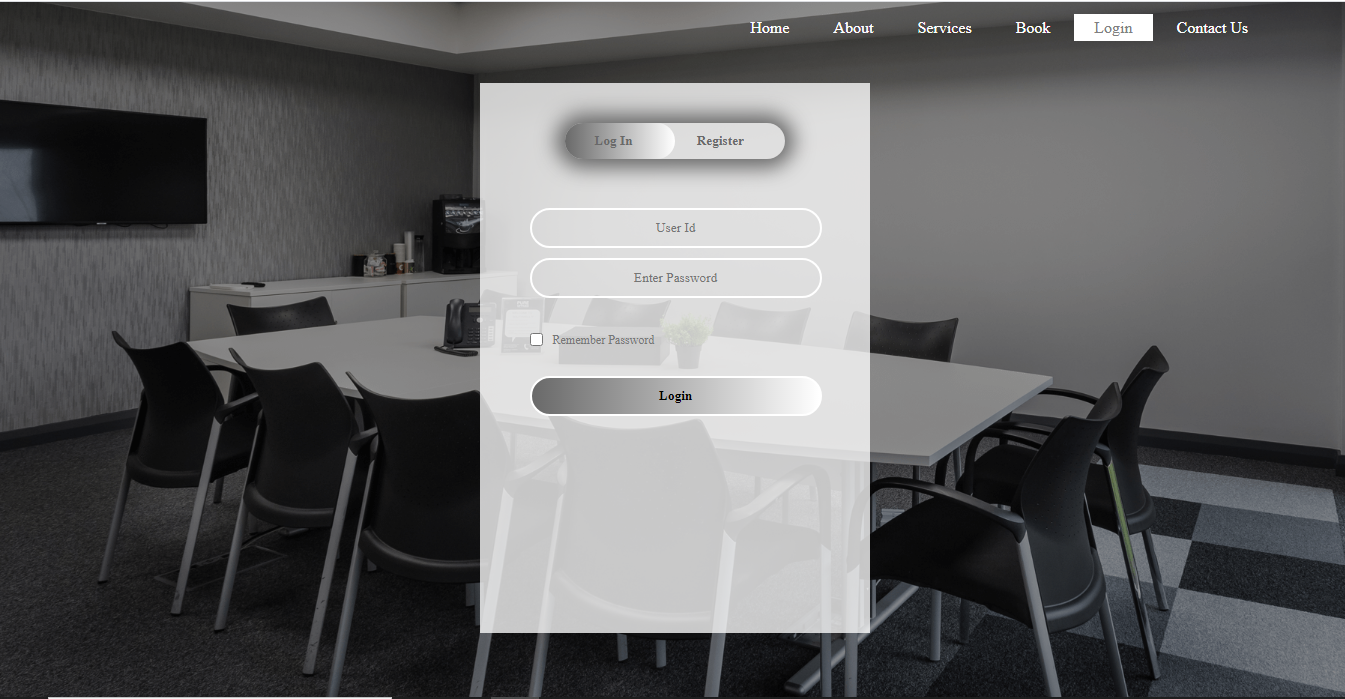 Home About Services Book Login Contact Us
Log In Register
User Id
Enter Password
Remember Password
Login